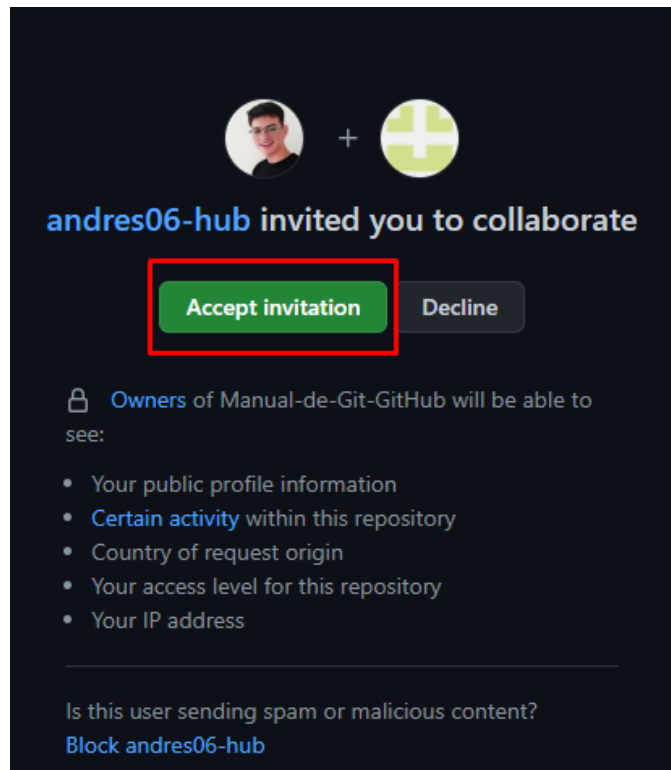 +
andres06-hub invited you to collaborate
Accept invitation
Decline
Owners of Manual-de-Git-GitHub will be able to
see:
• Your public profile information
• Certain activity within this repository
• Country of request origin
• Your access level for this repository
• Your IP address
Is this user sending spam or malicious content?
Block andres06-hub